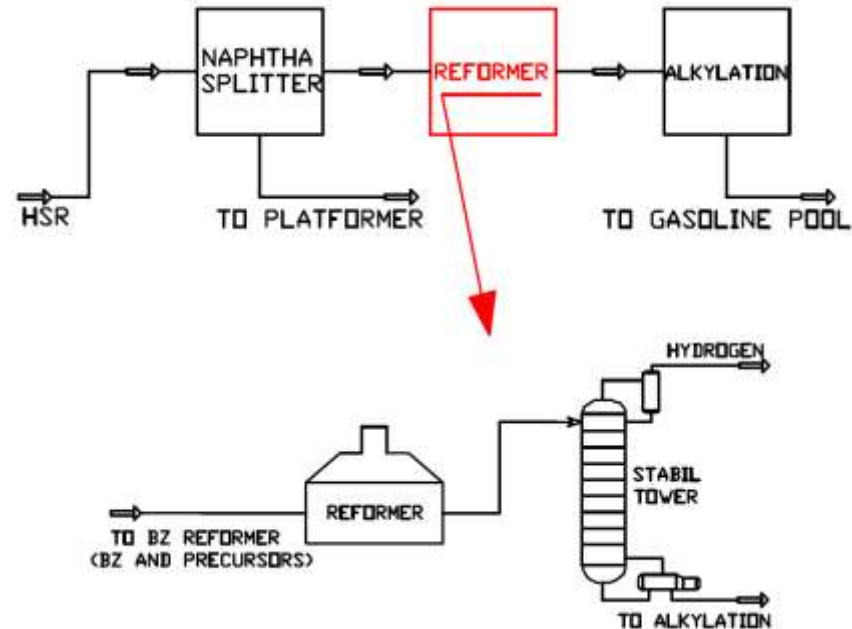 NAPHTHA
SPLITTER
REFORMER
ALKYLATION
HSR
TO PLATFORMER
TO GASOLINE POOL
HYDROGEN
STABIL
TOWER
REFORMER
TO BZ REFORMER
(BZ AND PRECURSORS)
TO ALKYLATION